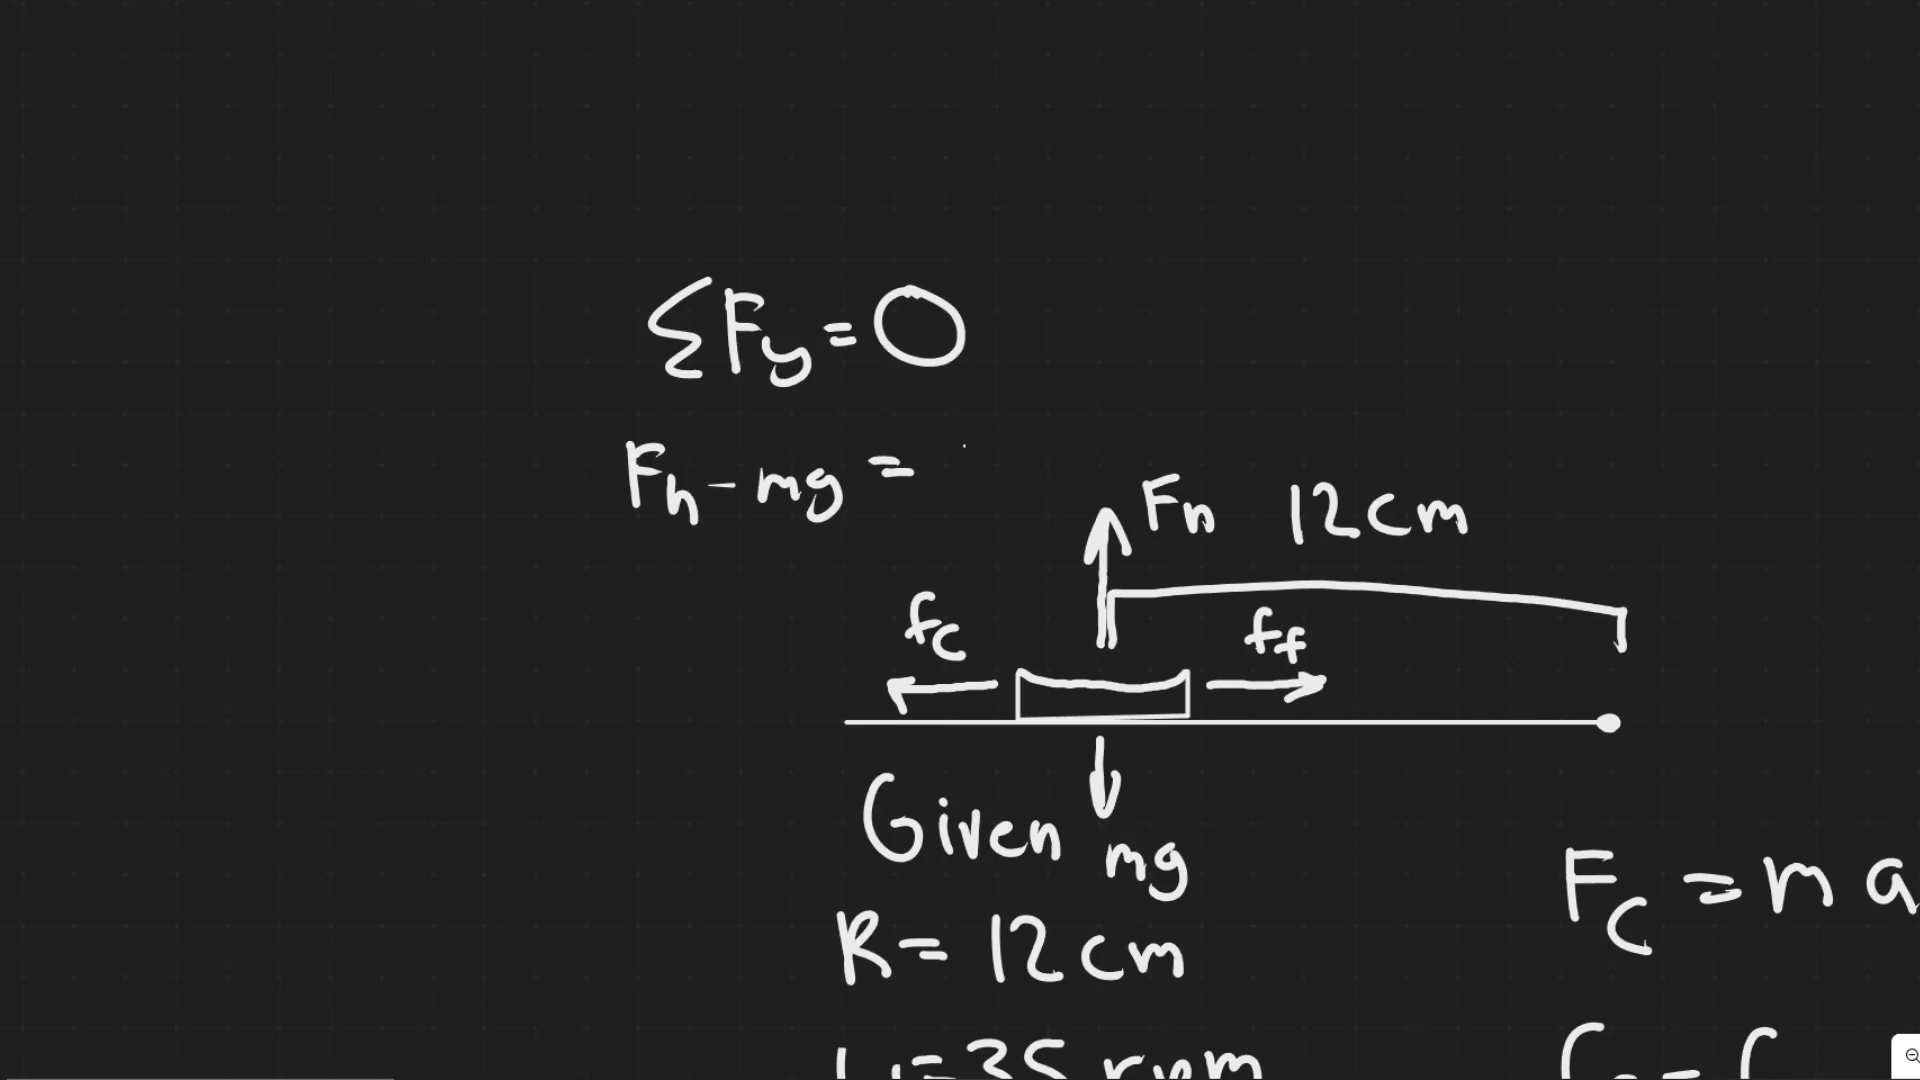 ΣFy=0
Fn-mg=
Fn 12cm
fc ff
Given mg
R= 12cm
Fc = m a